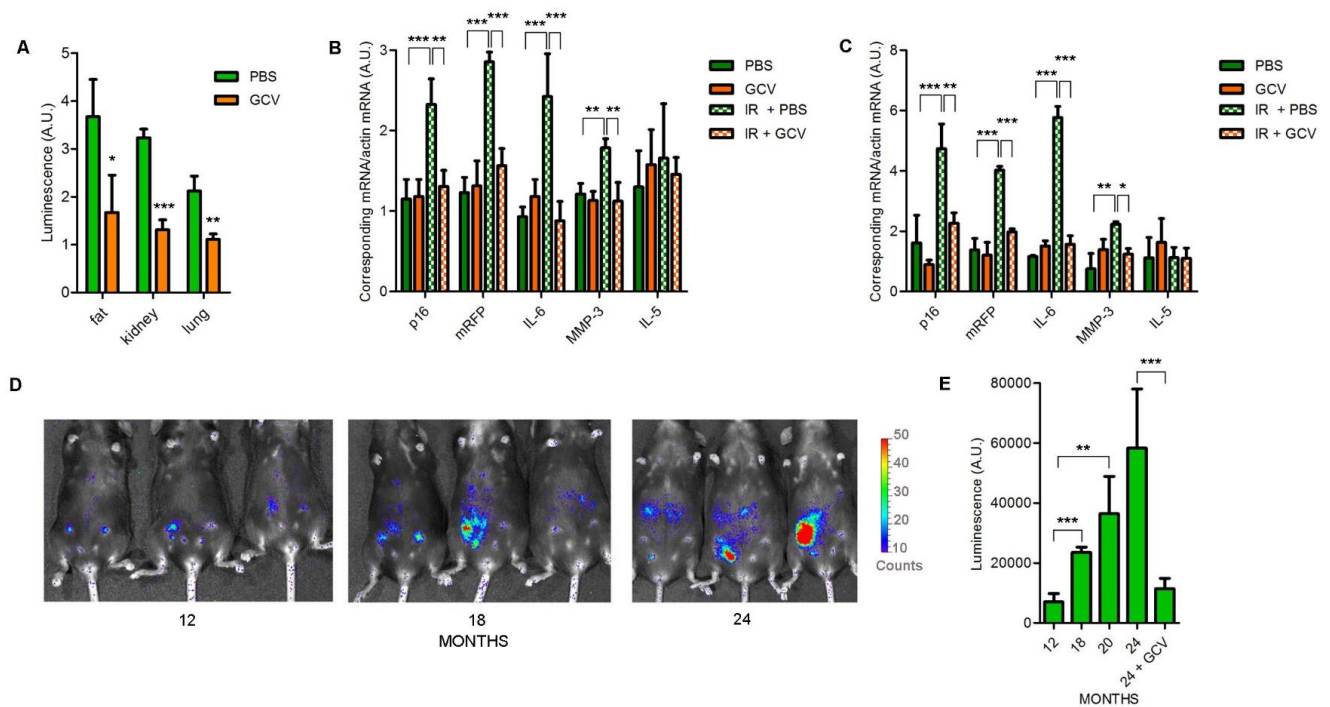 A
Luminescence (A.U.)
5
4
3
2
1
0
*
***
**
fat
kidney
lung
PBS
GCV
B
Corresponding mRNA/actin mRNA (A.U.)
3
2
1
0
*** **
*** ***
*** ***
** **
p16
mRFP
IL-6
MMP-3
IL-5
PBS
GCV
IR + PBS
IR + GCV
C
Corresponding mRNA/actin mRNA (A.U.)
8
6
4
2
0
*** **
*** ***
*** ***
** *
p16
mRFP
IL-6
MMP-3
IL-5
PBS
GCV
IR + PBS
IR + GCV
D
12
18
24
MONTHS
50
40
30
20
10
Counts
E
Luminescence (A.U.)
80000
60000
40000
20000
0
***
**
***
12
18
20
24
24 + GCV
MONTHS